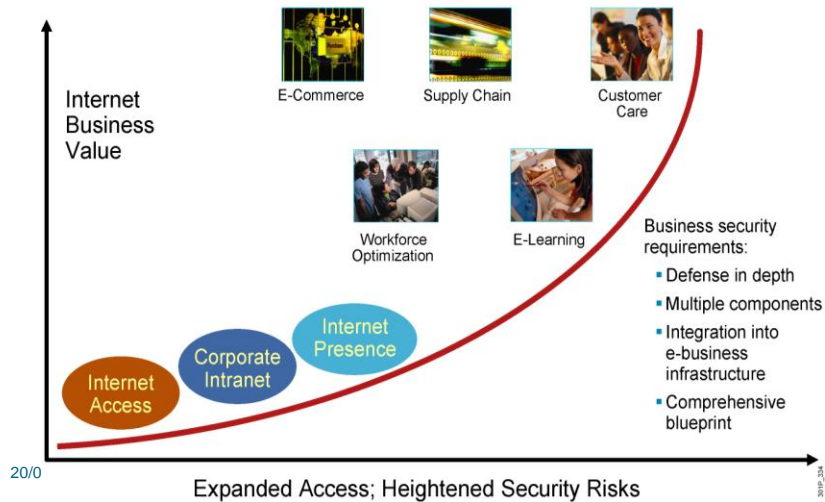 E-Commerce
Supply Chain
Customer
Care
Internet
Business
Value
Workforce
Optimization
E-Learning
Business security
requirements:
▪ Defense in depth
▪ Multiple components
▪ Integration into
e-business
infrastructure
▪ Comprehensive
blueprint
Internet
Presence
Corporate
Intranet
Internet
Access
20/0
Expanded Access; Heightened Security Risks